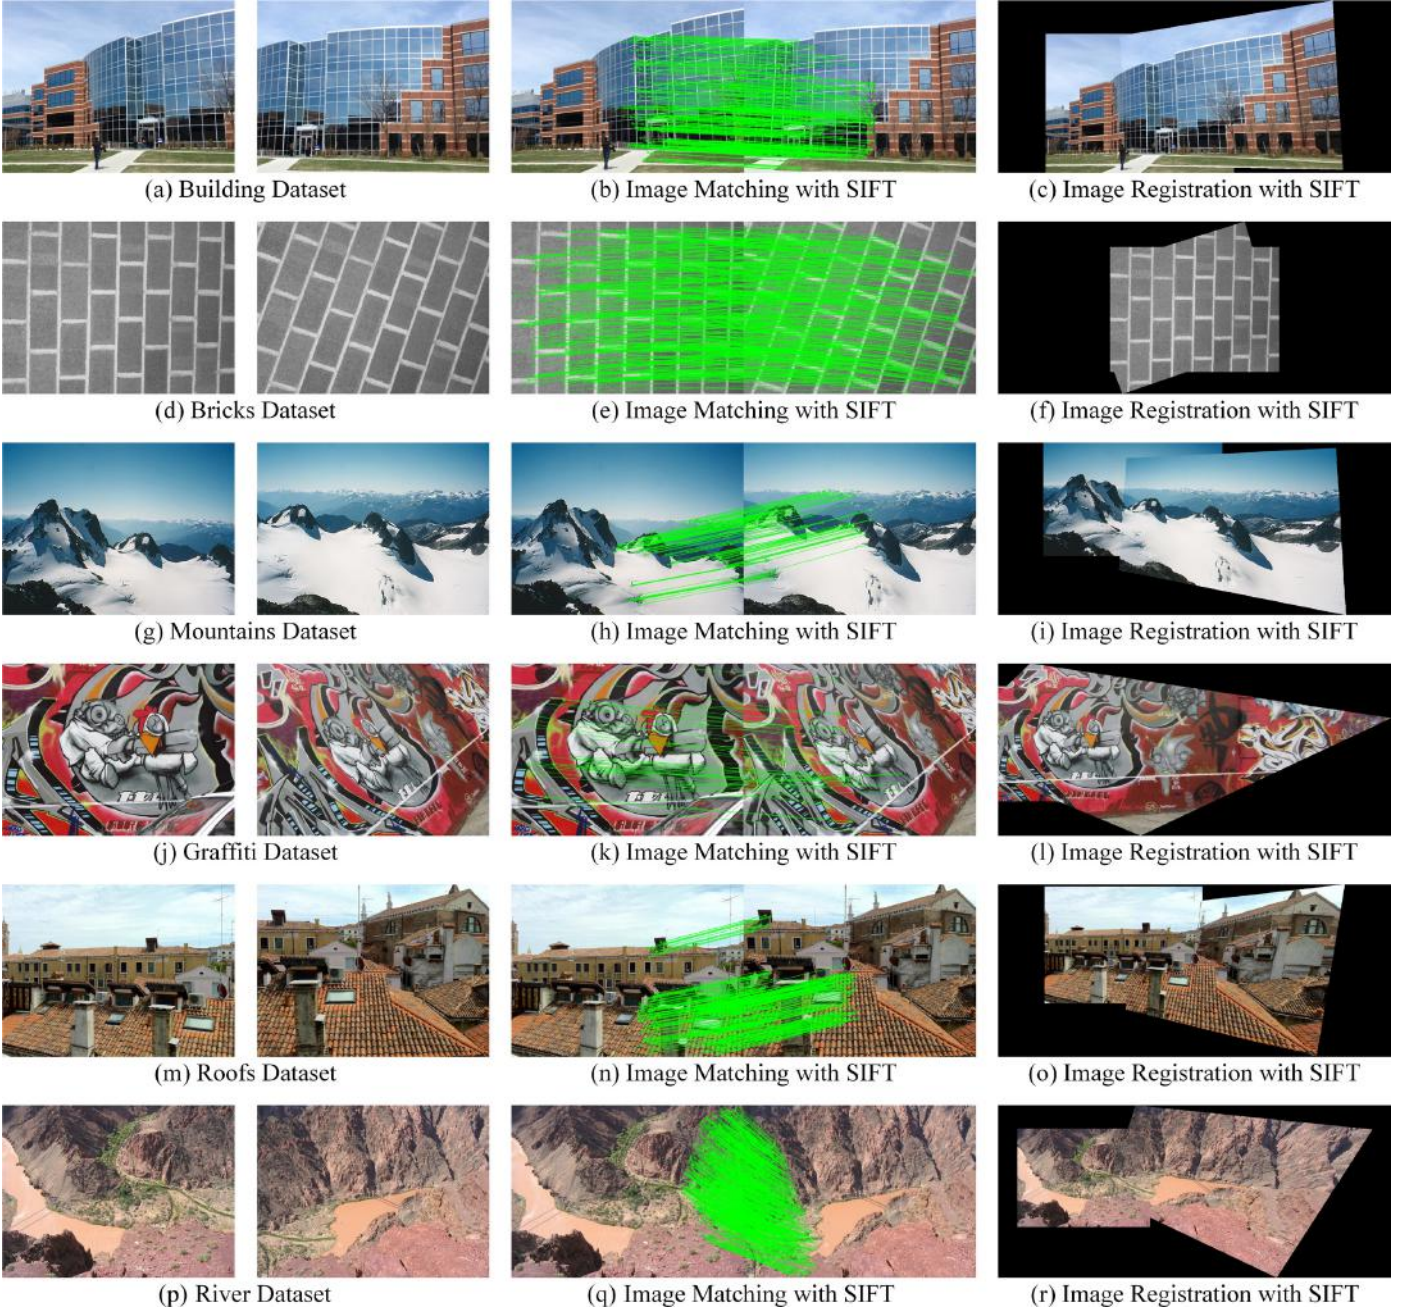 (a) Building Dataset
(b) Image Matching with SIFT
(c) Image Registration with SIFT
(d) Bricks Dataset
(e) Image Matching with SIFT
(f) Image Registration with SIFT
(g) Mountains Dataset
(h) Image Matching with SIFT
(i) Image Registration with SIFT
(j) Graffiti Dataset
(k) Image Matching with SIFT
(l) Image Registration with SIFT
(m) Roofs Dataset
(n) Image Matching with SIFT
(o) Image Registration with SIFT
(p) River Dataset
(q) Image Matching with SIFT
(r) Image Registration with SIFT